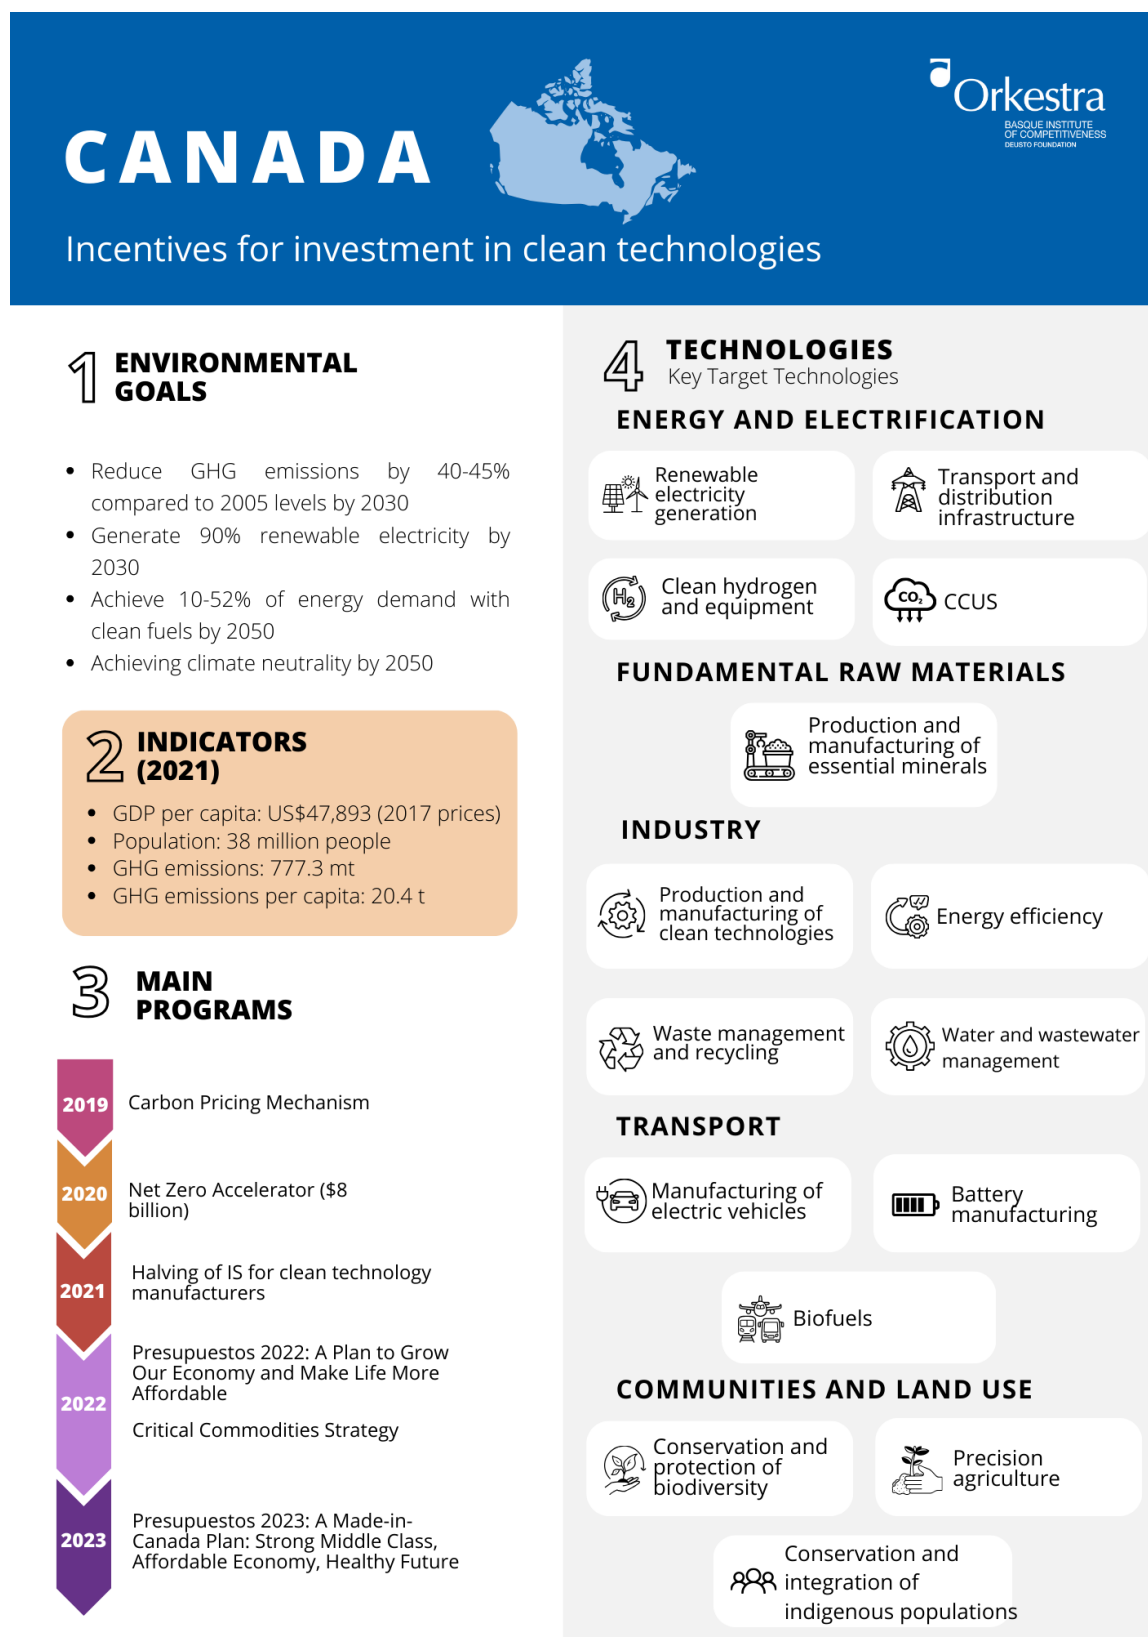 CANADA
Incentives for investment in clean technologies
Orkestra
BASQUE INSTITUTE
OF COMPETITIVENESS
DEUSTO FOUNDATION
1 ENVIRONMENTAL
GOALS
• Reduce GHG emissions by 40-45%
compared to 2005 levels by 2030
• Generate 90% renewable electricity by
2030
• Achieve 10-52% of energy demand with
clean fuels by 2050
• Achieving climate neutrality by 2050
2 INDICATORS
(2021)
• GDP per capita: US$47,893 (2017 prices)
• Population: 38 million people
• GHG emissions: 777.3 mt
• GHG emissions per capita: 20.4 t
3 MAIN
PROGRAMS
2019
Carbon Pricing Mechanism
2020
Net Zero Accelerator ($8
billion)
2021
Halving of IS for clean technology
manufacturers
2022
Presupuestos 2022: A Plan to Grow
Our Economy and Make Life More
Affordable
Critical Commodities Strategy
2023
Presupuestos 2023: A Made-in-
Canada Plan: Strong Middle Class,
Affordable Economy, Healthy Future
4 TECHNOLOGIES
Key Target Technologies
ENERGY AND ELECTRIFICATION
Renewable
electricity
generation
Transport and
distribution
infrastructure
H2
Clean hydrogen
and equipment
CO2
CCUS
FUNDAMENTAL RAW MATERIALS
Production and
manufacturing of
essential minerals
INDUSTRY
Production and
manufacturing of
clean technologies
Energy efficiency
Waste management
and recycling
Water and wastewater
management
TRANSPORT
Manufacturing of
electric vehicles
Battery
manufacturing
Biofuels
COMMUNITIES AND LAND USE
Conservation and
protection of
biodiversity
Precision
agriculture
Conservation and
integration of
indigenous populations